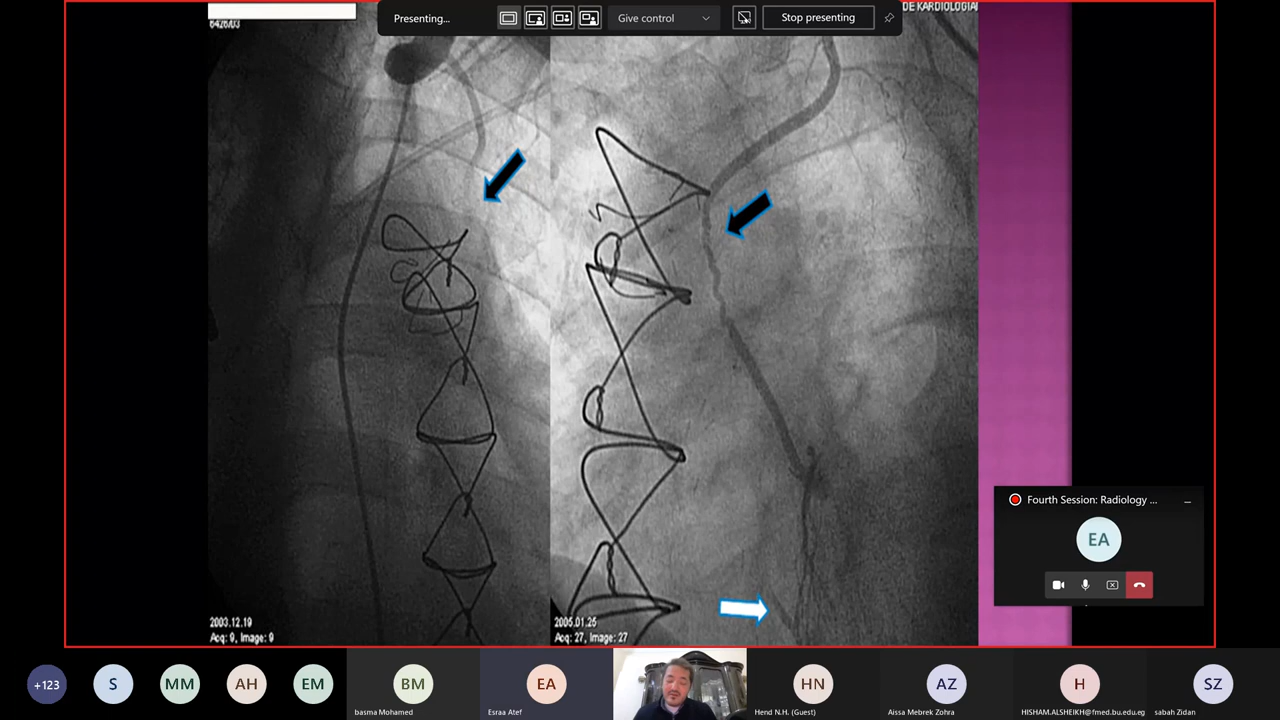 Presenting...
Give control
Stop presenting
DE KARDIOLOGIAI
6426/03
2003.12.19
Acq: 9, Image: 9
2005.01.25
Acq: 27, Image: 27
Fourth Session: Radiology ...
EA
+123
S
MM
AH
EM
BM
basma Mohamed
EA
Esraa Atef
HN
Hend N.H. (Guest)
AZ
Aissa Mebrek Zohra
H
HISHAM.ALSHEIKH@fmed.bu.edu.eg
SZ
sabah Zidan